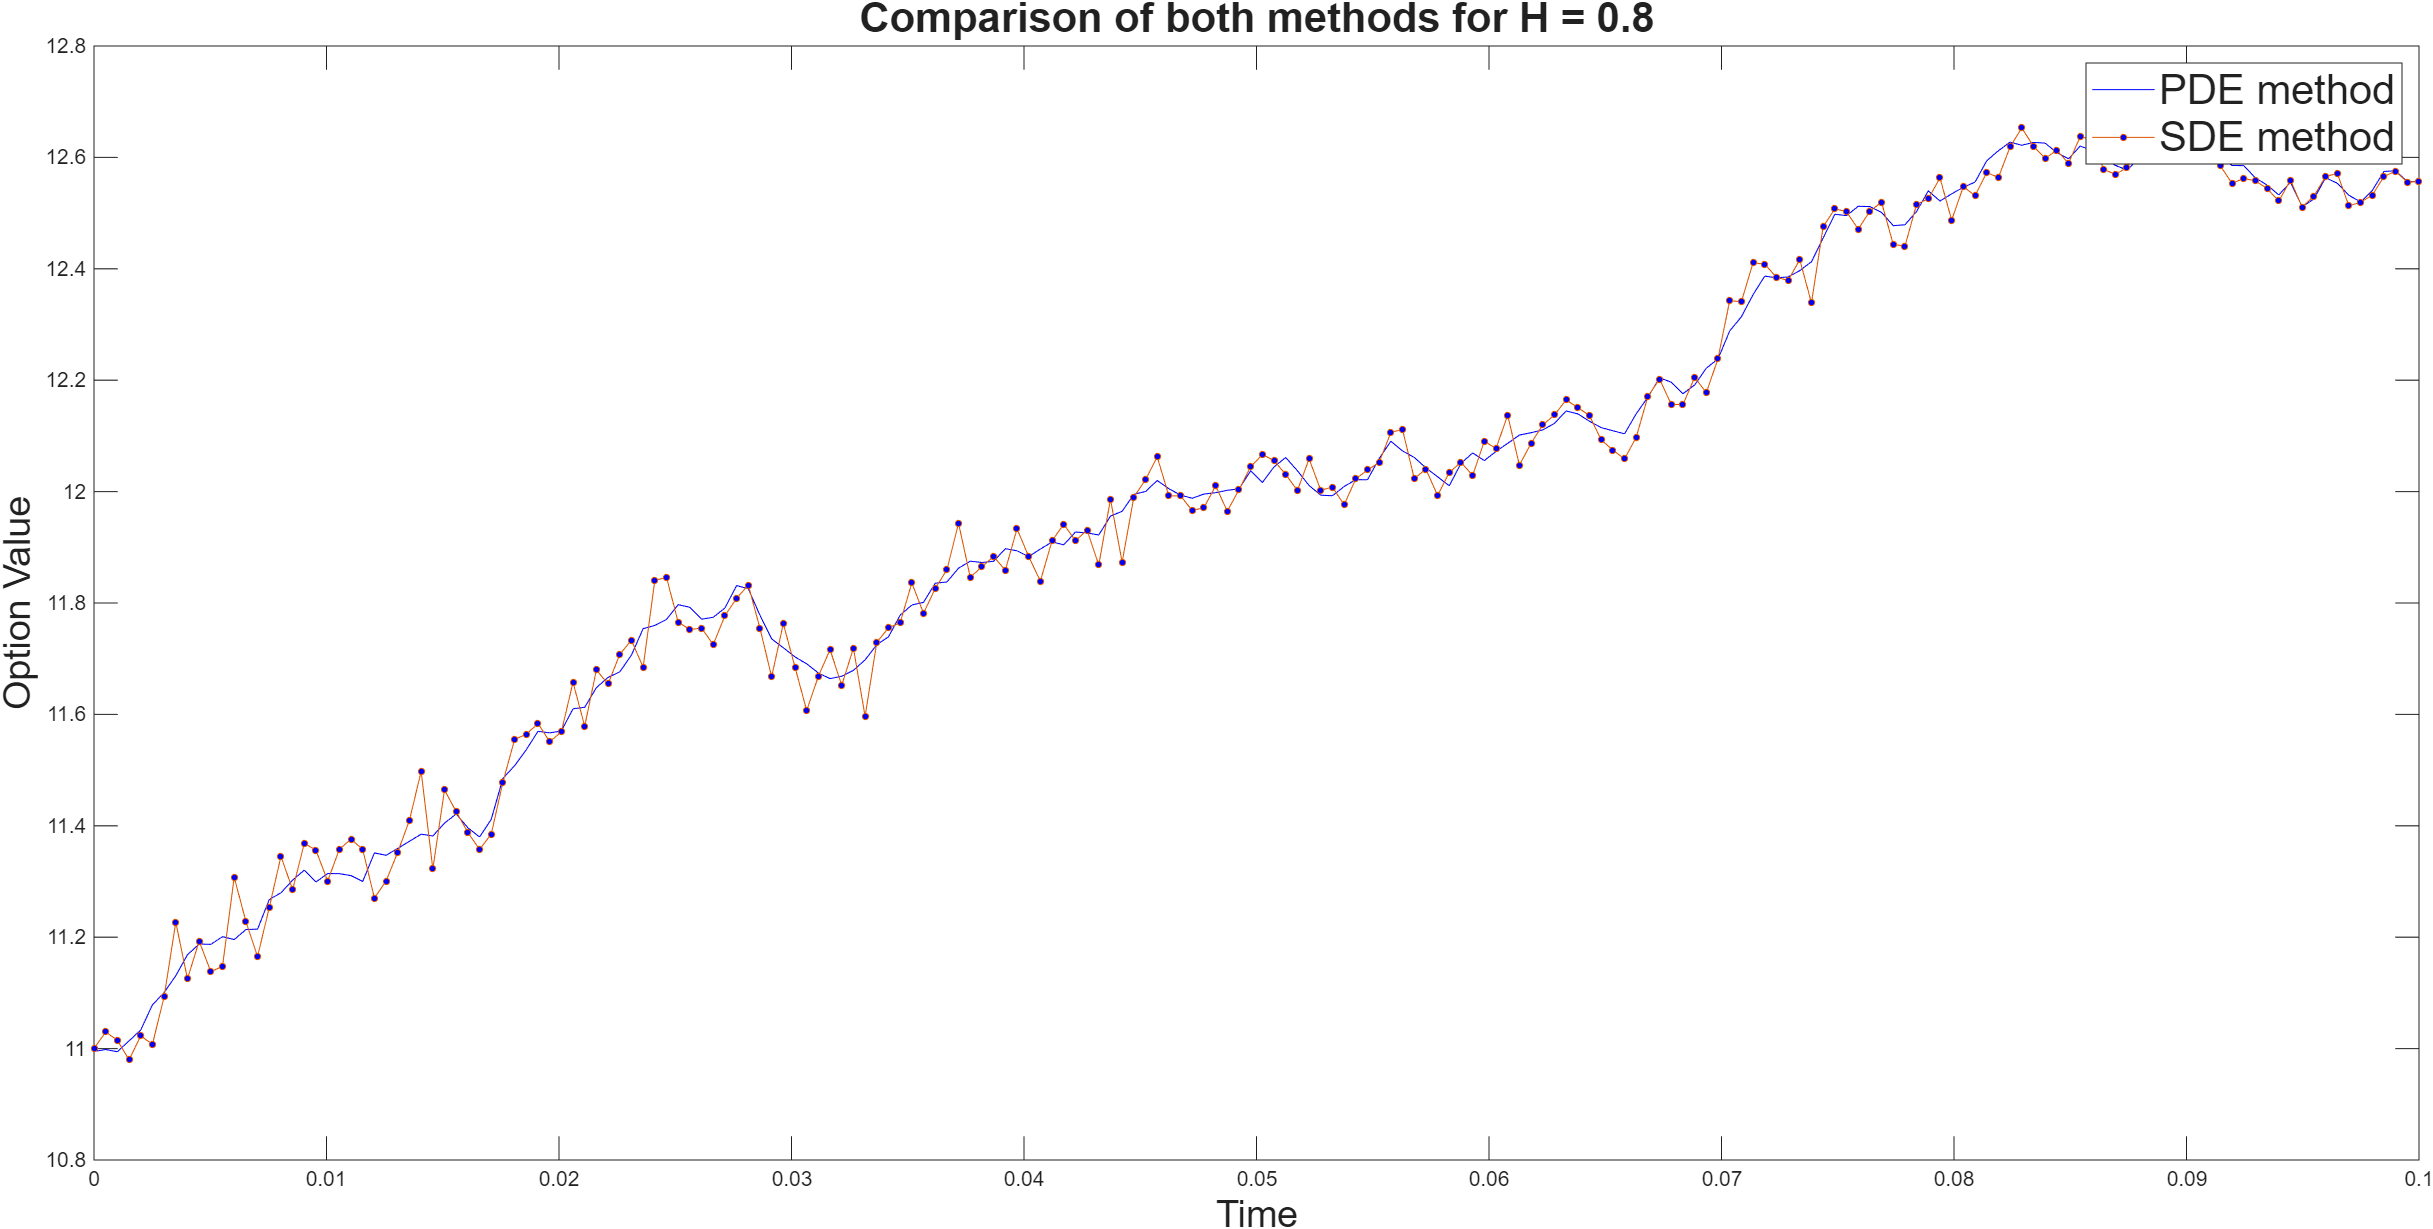 Comparison of both methods for H = 0.8
12.8
12.6
12.4
12.2
12
11.8
11.6
11.4
11.2
11
10.8
Option Value
PDE method
SDE method
0 0.01 0.02 0.03 0.04 0.05 0.06 0.07 0.08 0.09 0.1
Time